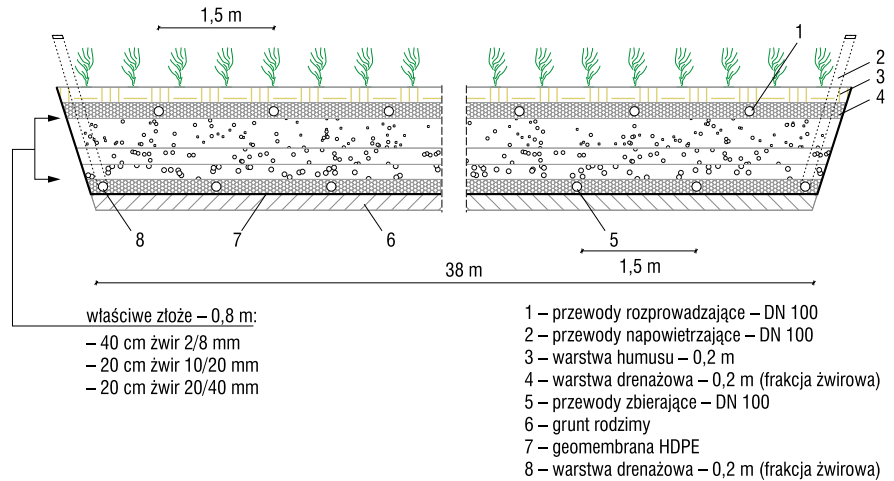 1,5 m
1
2
3
4
8
7
6
5
1,5 m
38 m
właściwe złoże – 0,8 m:
– 40 cm żwir 2/8 mm
– 20 cm żwir 10/20 mm
– 20 cm żwir 20/40 mm
1 – przewody rozprowadzające – DN 100
2 – przewody napowietrzające – DN 100
3 – warstwa humusu – 0,2 m
4 – warstwa drenażowa – 0,2 m (frakcja żwirowa)
5 – przewody zbierające – DN 100
6 – grunt rodzimy
7 – geomembrana HDPE
8 – warstwa drenażowa – 0,2 m (frakcja żwirowa)